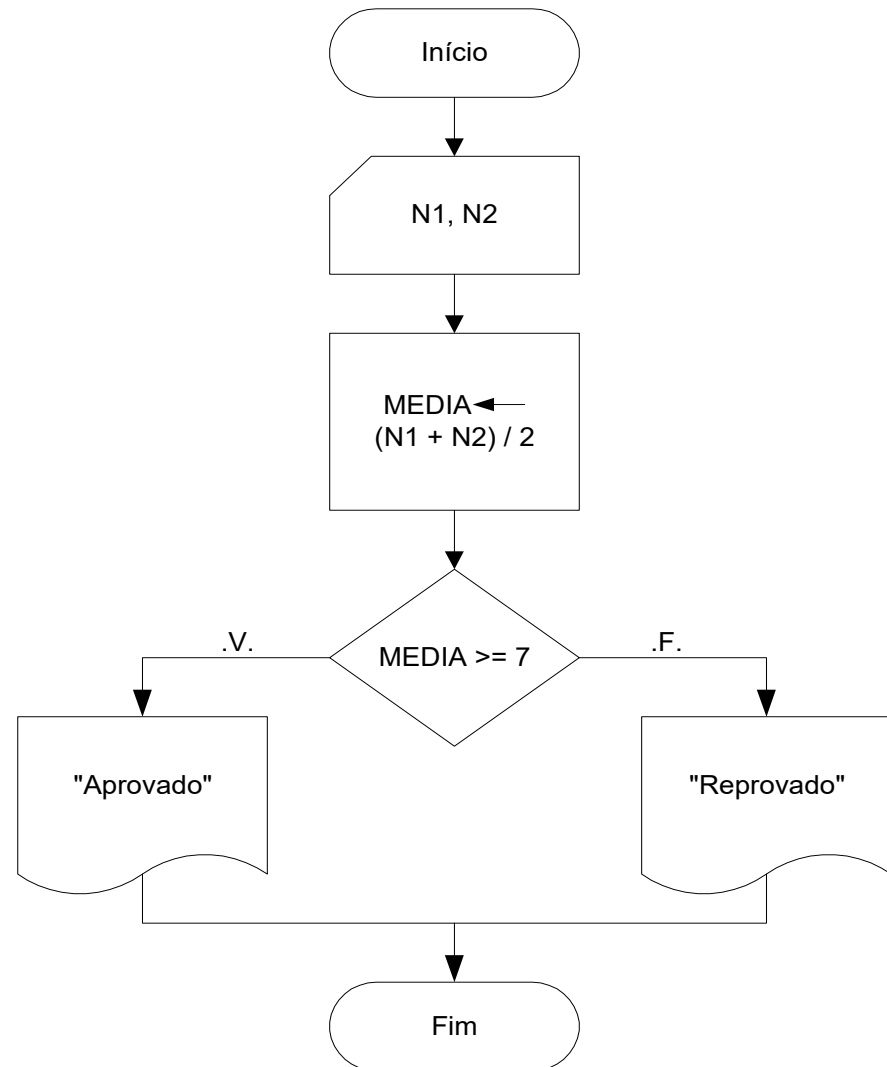 Início
N1, N2
MEDIA
(N1 + N2) / 2
MEDIA >= 7
.V.
.F.
"Aprovado"
"Reprovado"
Fim